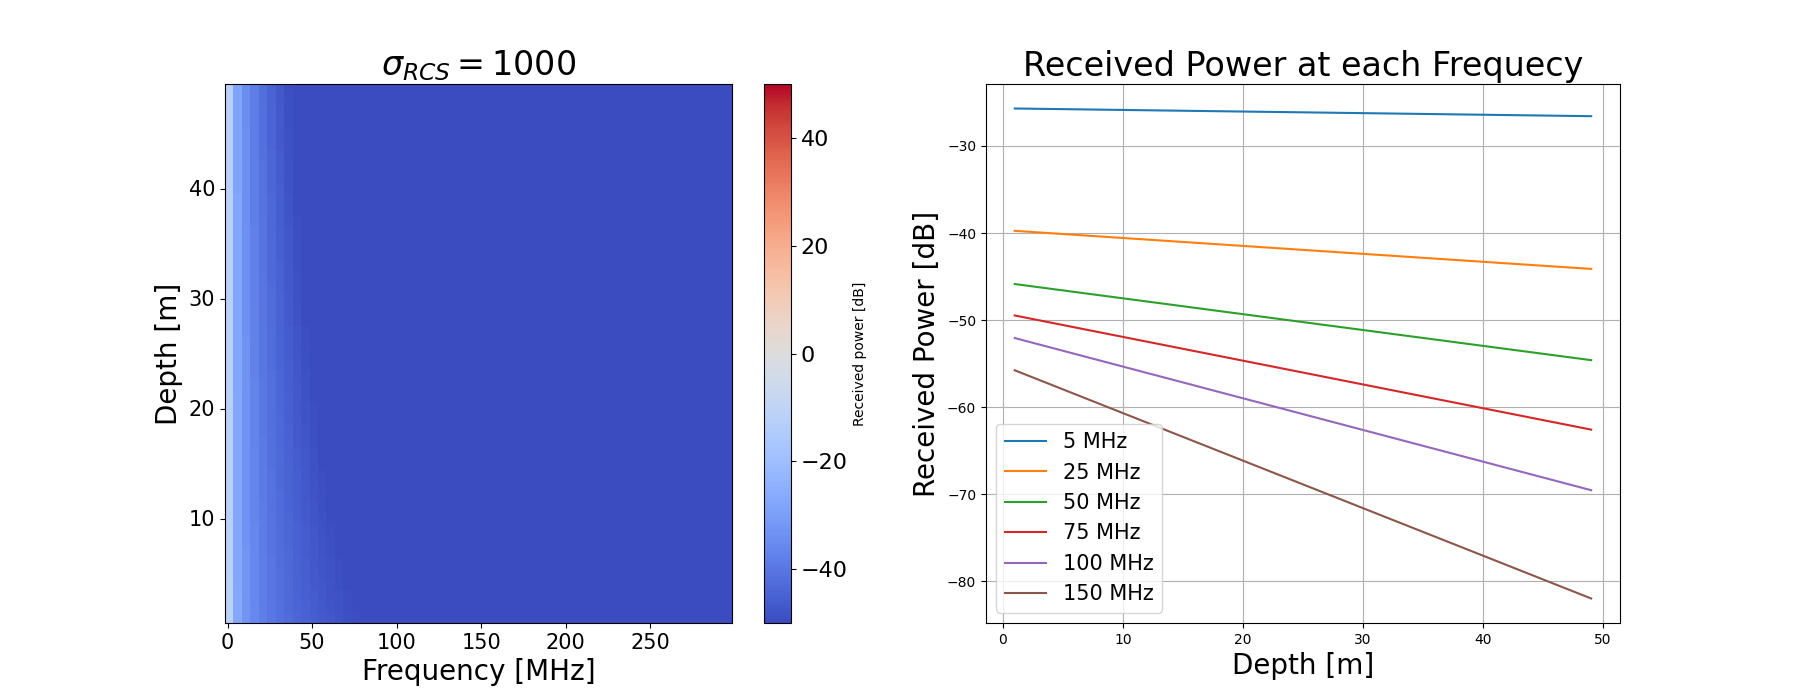 σRCS = 1000
Depth [m]
40
30
20
10
0
50
100
150
200
250
Frequency [MHz]
40
20
0
−20
−40
Received power [dB]
Received Power at each Frequecy
Received Power [dB]
−30
−40
−50
−60
−70
−80
5 MHz
25 MHz
50 MHz
75 MHz
100 MHz
150 MHz
0
10
20
30
40
50
Depth [m]